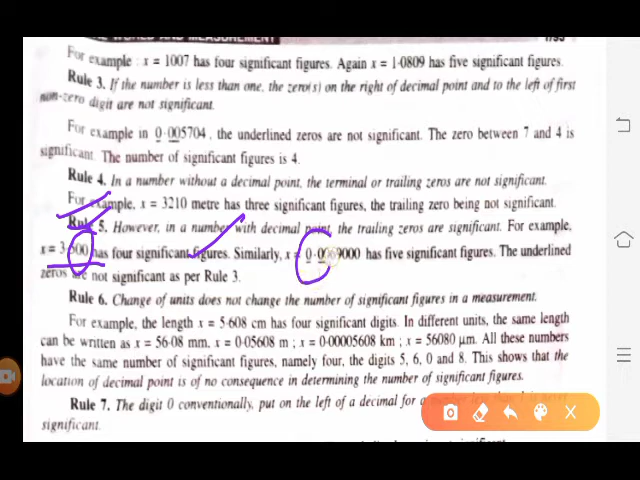 WORLD AND MEASUREMENT
1/55
For example : x = 1007 has four significant figures. Again x = 1·0809 has five significant figures.
Rule 3. If the number is less than one, the zero(s) on the right of decimal point and to the left of first
non-zero digit are not significant.
For example in 0·005704, the underlined zeros are not significant. The zero between 7 and 4 is
significant. The number of significant figures is 4.
Rule 4. In a number without a decimal point, the terminal or trailing zeros are not significant.
For example, x = 3210 metre has three significant figures, the trailing zero being not significant.
Rule 5. However, in a number with decimal point, the trailing zeros are significant. For example,
x = 3·500 has four significant figures. Similarly, x = 0·0069000 has five significant figures. The underlined
zeros are not significant as per Rule 3.
Rule 6. Change of units does not change the number of significant figures in a measurement.
For example, the length x = 5·608 cm has four significant digits. In different units, the same length
can be written as x = 56·08 mm, x = 0·05608 m ; x = 0·00005608 km ; x = 56080 μm. All these numbers
have the same number of significant figures, namely four, the digits 5, 6, 0 and 8. This shows that the
location of decimal point is of no consequence in determining the number of significant figures.
Rule 7. The digit 0 conventionally, put on the left of a decimal for a
significant.